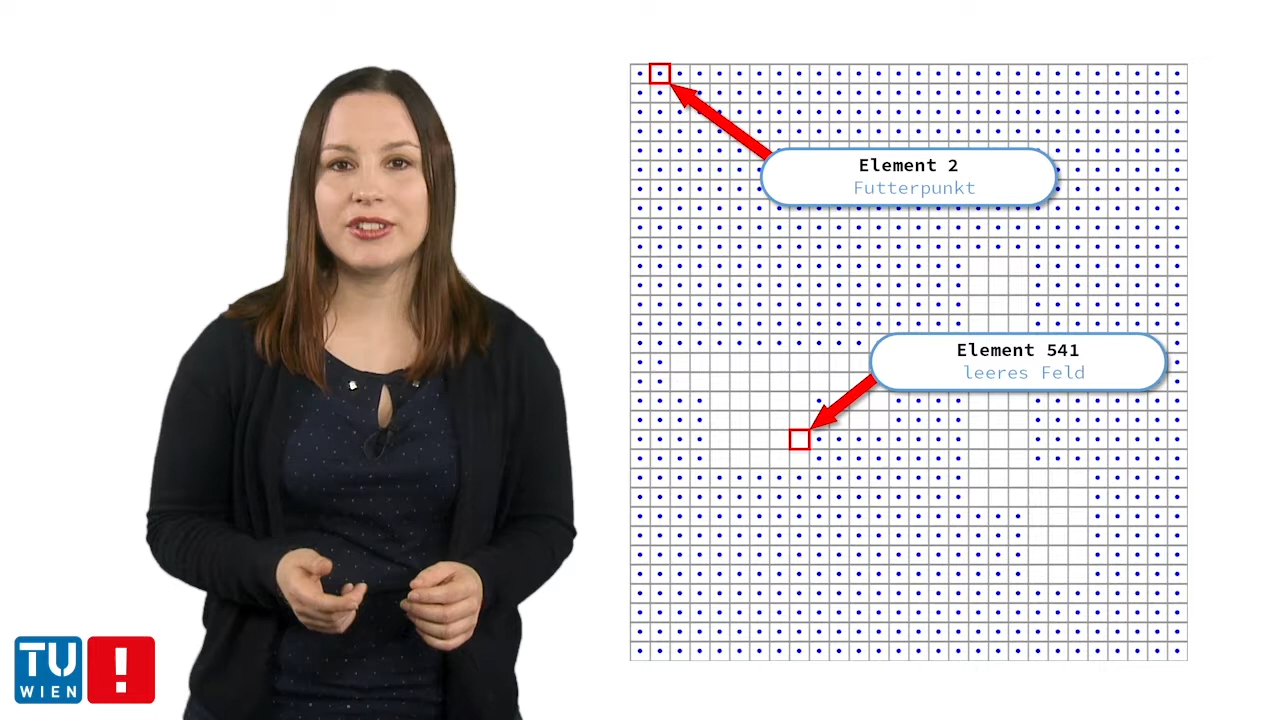 Element 2
Futterpunkt
Element 541
leeres Feld
TU
WIEN
!